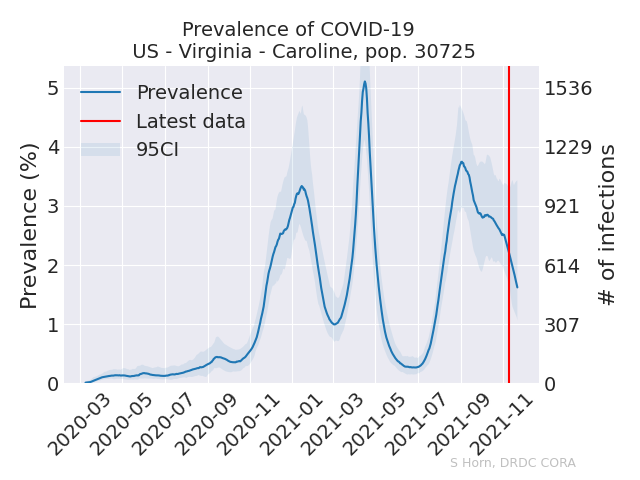 Prevalence of COVID-19
US - Virginia - Caroline, pop. 30725
Prevalence (%)
5
4
3
2
1
0
Prevalence
Latest data
95CI
1536
1229
921
614
307
0
# of infections
2020-03
2020-05
2020-07
2020-09
2020-11
2021-01
2021-03
2021-05
2021-07
2021-09
2021-11
S Horn, DRDC CORA